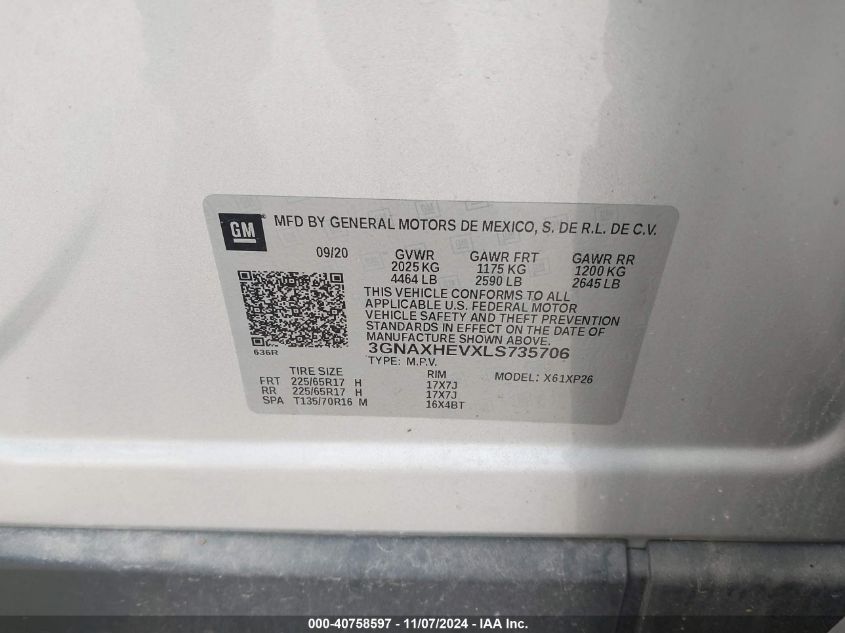 GM ® MFD BY GENERAL MOTORS DE MEXICO, S. DE R.L. DE C.V.
09/20 GVWR GAWR FRT GAWR RR
2025 KG 1175 KG 1200 KG
4464 LB 2590 LB 2645 LB
THIS VEHICLE CONFORMS TO ALL
APPLICABLE U.S. FEDERAL MOTOR
VEHICLE SAFETY AND THEFT PREVENTION
STANDARDS IN EFFECT ON THE DATE OF
MANUFACTURE SHOWN ABOVE.
636R 3GNAXHEVXLS735706
TYPE: M.P.V.
TIRE SIZE RIM MODEL: X61XP26
FRT 225/65R17 H 17X7J
RR 225/65R17 H 17X7J
SPA T135/70R16 M 16X4BT
000-40758597 - 11/07/2024 - IAA Inc.